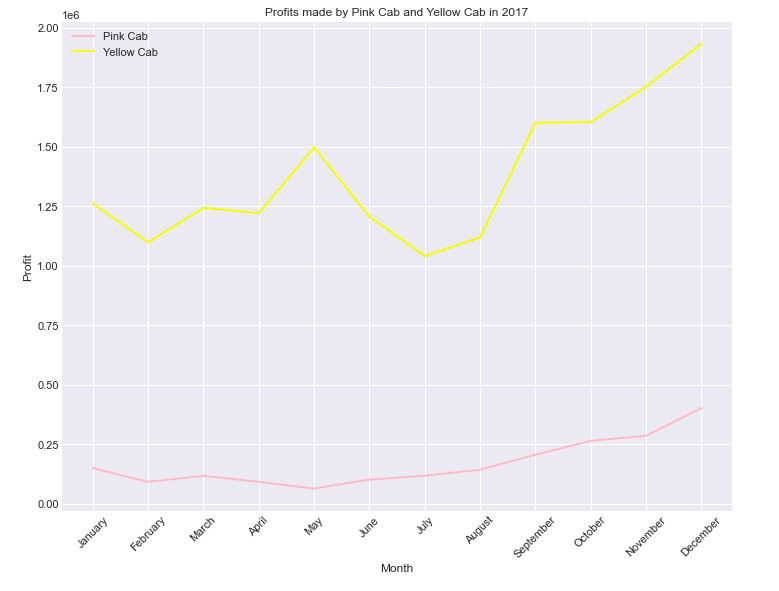 Profits made by Pink Cab and Yellow Cab in 2017
1e6
Pink Cab
Yellow Cab
2.00
1.75
1.50
1.25
1.00
0.75
0.50
0.25
0.00
Profit
January
February
March
April
May
June
July
August
September
October
November
December
Month